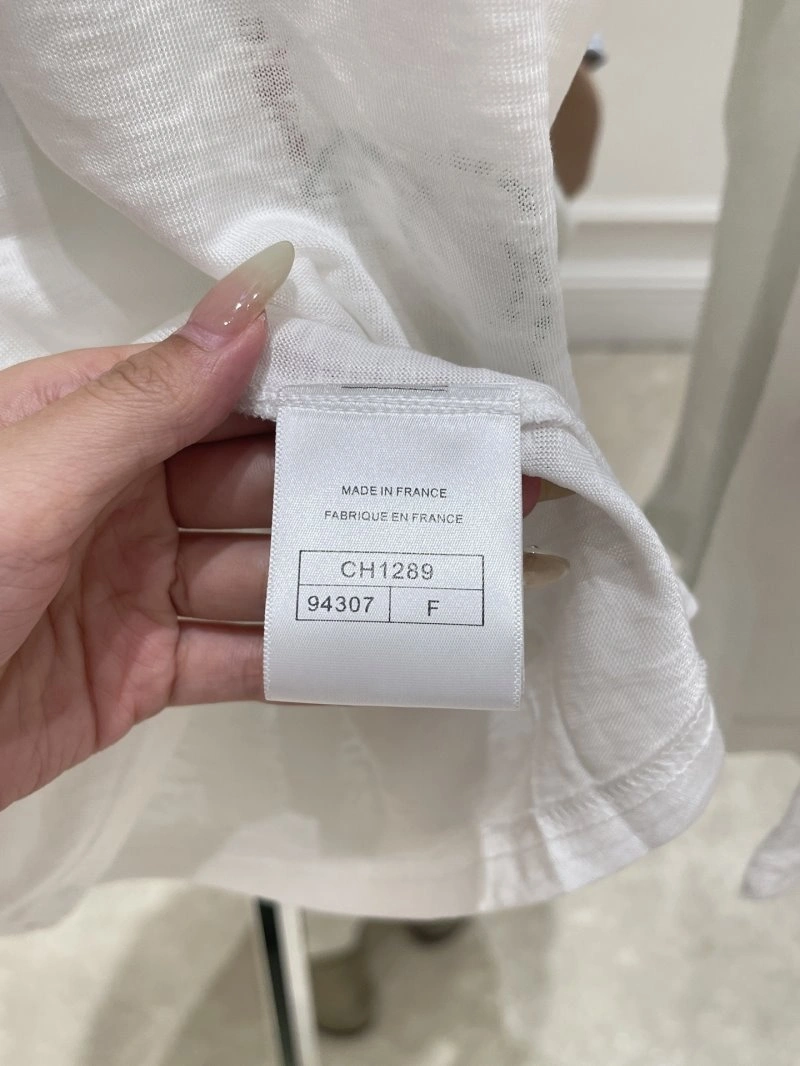 MADE IN FRANCE
FABRIQUE EN FRANCE
CH1289
94307 F